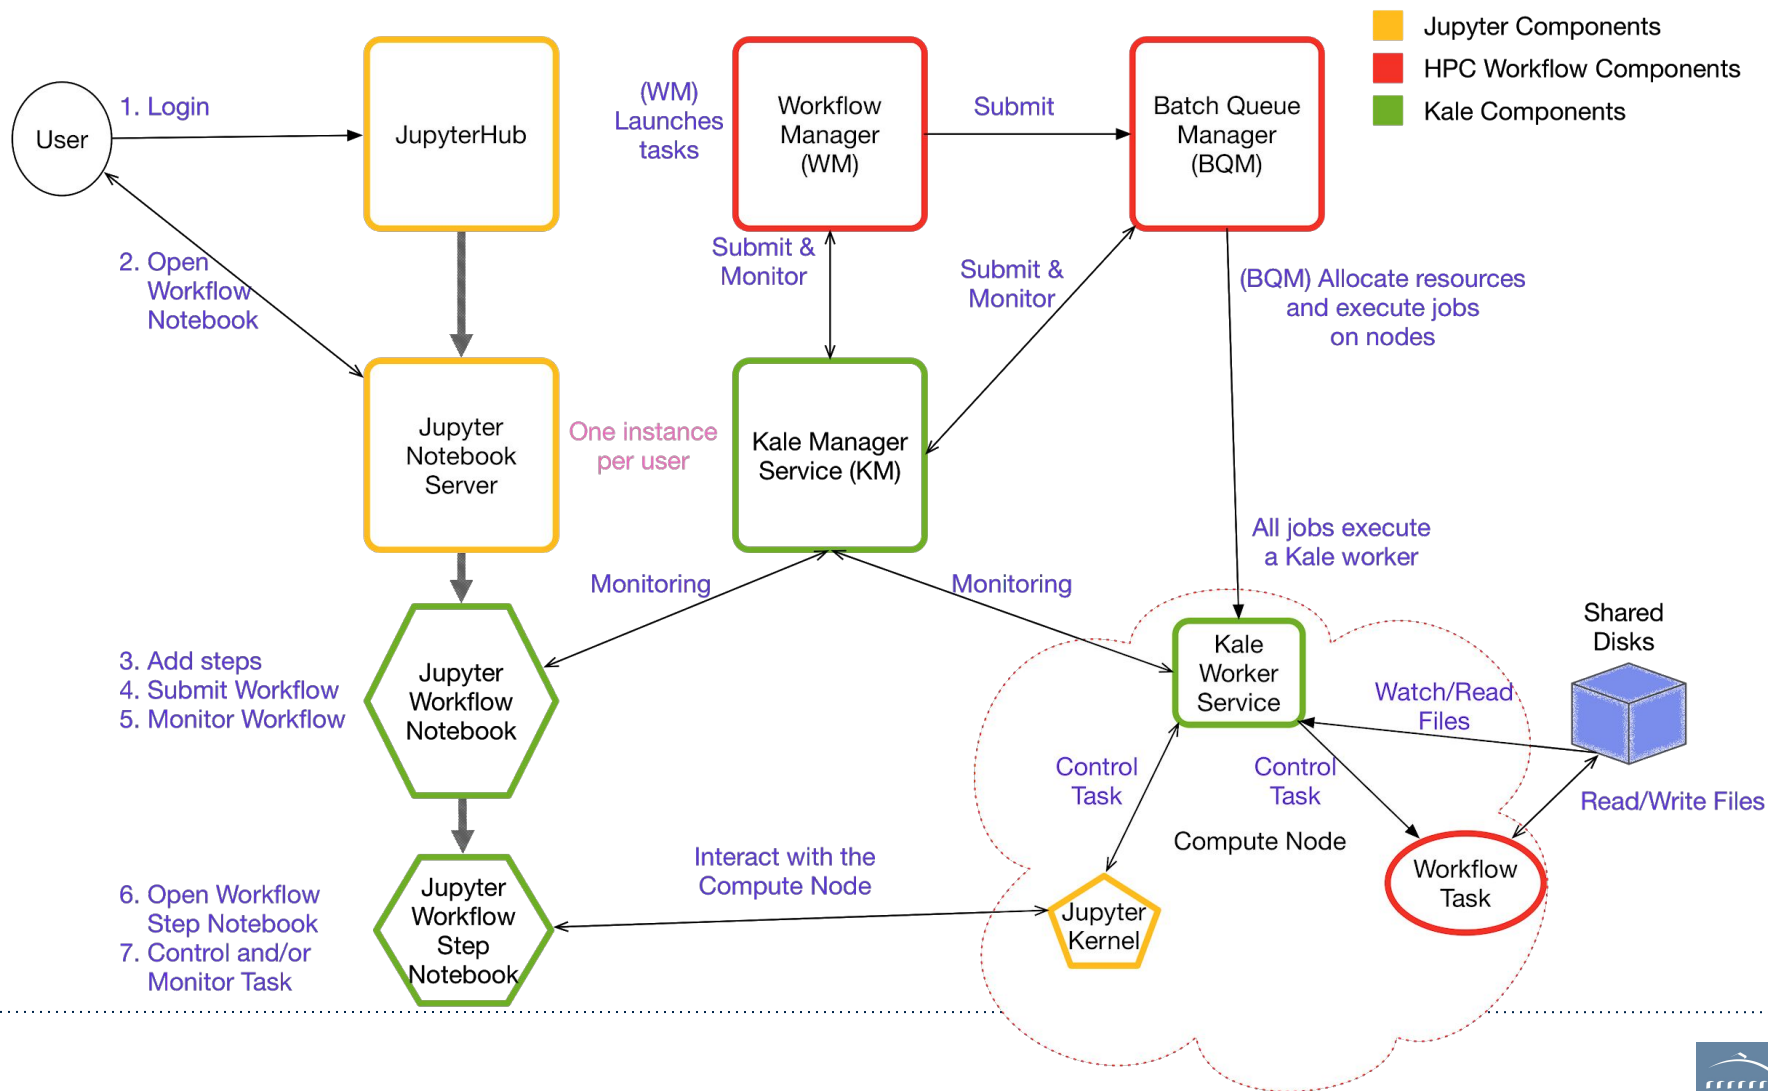 Jupyter Components
HPC Workflow Components
Kale Components
User
1. Login
JupyterHub
(WM)
Launches
tasks
Workflow
Manager
(WM)
Submit
Batch Queue
Manager
(BQM)
2. Open
Workflow
Notebook
Submit &
Monitor
Submit &
Monitor
(BQM) Allocate resources
and execute jobs
on nodes
Jupyter
Notebook
Server
One instance
per user
Kale Manager
Service (KM)
All jobs execute
a Kale worker
Monitoring
Monitoring
Shared
Disks
3. Add steps
4. Submit Workflow
5. Monitor Workflow
Jupyter
Workflow
Notebook
Kale
Worker
Service
Watch/Read
Files
Control
Task
Control
Task
Read/Write Files
Compute Node
Interact with the
Compute Node
6. Open Workflow
Step Notebook
7. Control and/or
Monitor Task
Jupyter
Workflow
Step
Notebook
Jupyter
Kernel
Workflow
Task